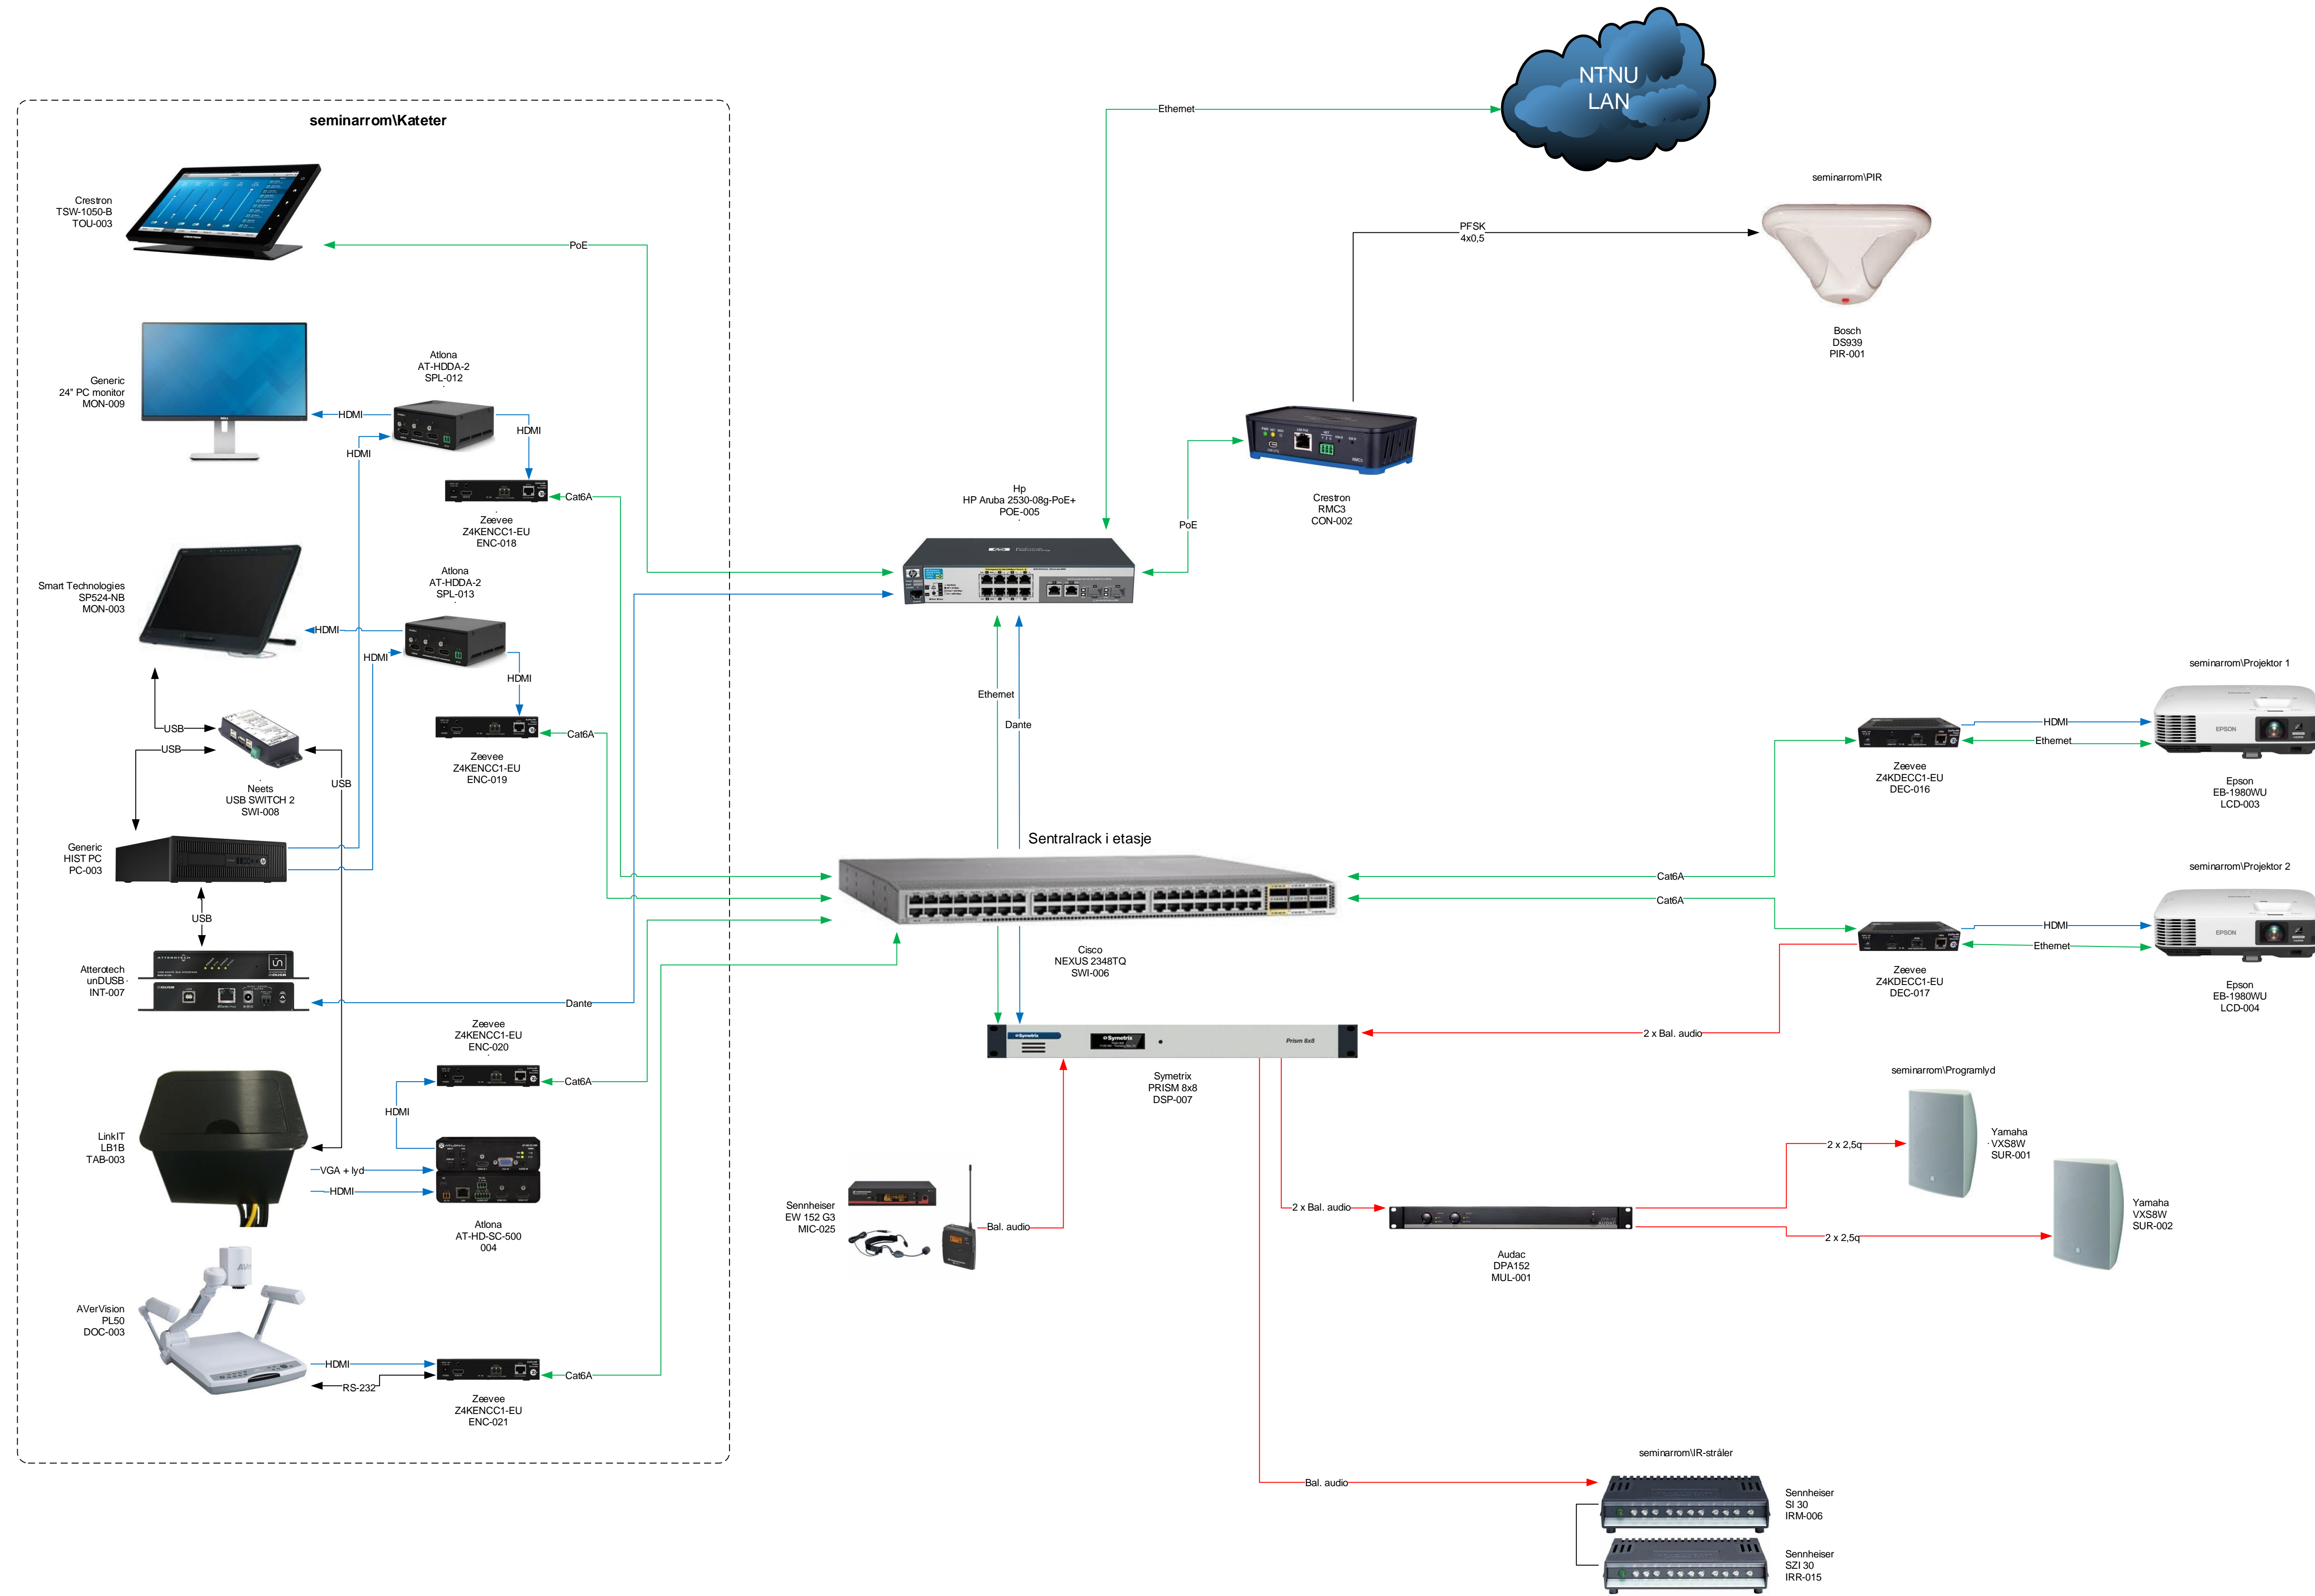 NTNU
LAN
Ethernet
seminarrom\Kateter
Crestron
TSW-1050-B
TOU-003
PoE
seminarrom\PIR
PFSK
4x0,5
Bosch
DS939
PIR-001
Generic
24" PC monitor
MON-009
Atlona
AT-HDDA-2
SPL-012
HDMI
HDMI
HDMI
Cat6A
Zeevee
Z4KENCC1-EU
ENC-018
Hp
HP Aruba 2530-08g-PoE+
POE-005
PoE
RMC3
Crestron
RMC3
CON-002
Smart Technologies
SP524-NB
MON-003
Atlona
AT-HDDA-2
SPL-013
HDMI
HDMI
HDMI
Cat6A
Zeevee
Z4KENCC1-EU
ENC-019
USB
USB
USB
Neets
USB SWITCH 2
SWI-008
Ethernet
Dante
Generic
HIST PC
PC-003
USB
Sentralrack i etasje
Cisco
NEXUS 2348TQ
SWI-006
seminarrom\Projektor 1
HDMI
Ethernet
EPSON
Zeevee
Z4KDECC1-EU
DEC-016
Epson
EB-1980WU
LCD-003
Cat6A
Cat6A
seminarrom\Projektor 2
HDMI
Ethernet
EPSON
Zeevee
Z4KDECC1-EU
DEC-017
Epson
EB-1980WU
LCD-004
ATTEROTECH
Atterotech
unDUSB
INT-007
Dante
Zeevee
Z4KENCC1-EU
ENC-020
Cat6A
HDMI
2 x Bal. audio
Symetrix
Symetrix
Prism 8x8
Symetrix
PRISM 8x8
DSP-007
LinkIT
LB1B
TAB-003
VGA + lyd
HDMI
Atlona
AT-HD-SC-500
004
Sennheiser
EW 152 G3
MIC-025
Bal. audio
2 x Bal. audio
AUDAC
Audac
DPA152
MUL-001
seminarrom\Programlyd
2 x 2,5q
Yamaha
VXS8W
SUR-001
2 x 2,5q
Yamaha
VXS8W
SUR-002
AVerVision
PL50
DOC-003
HDMI
RS-232
Cat6A
Zeevee
Z4KENCC1-EU
ENC-021
seminarrom\IR-stråler
Bal. audio
Sennheiser
SI 30
IRM-006
Sennheiser
SZI 30
IRR-015